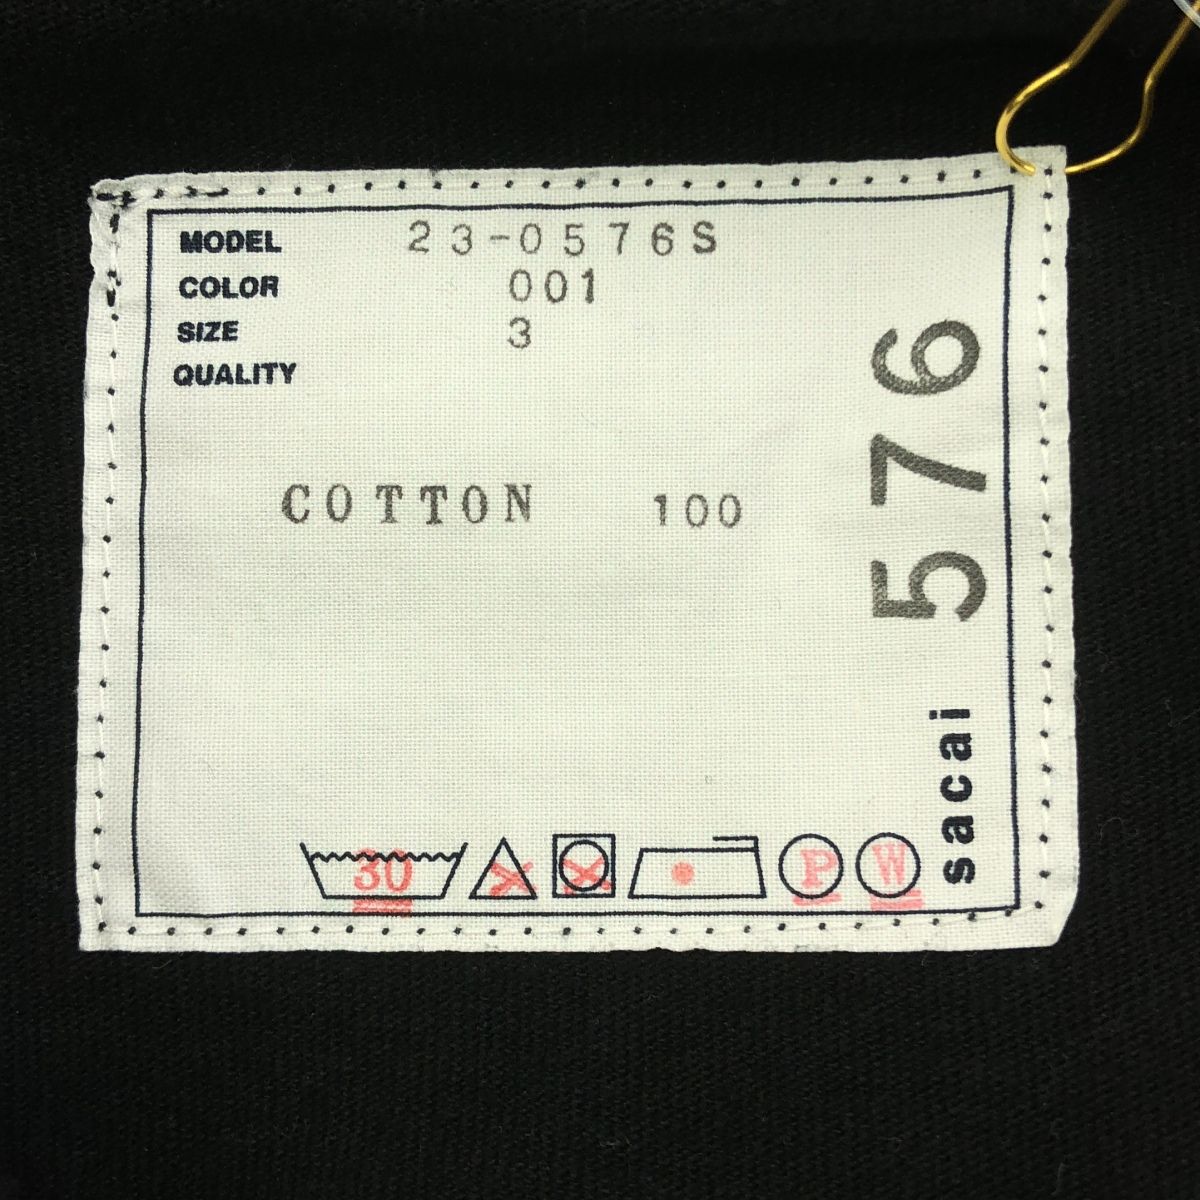 MODEL 23-0576S
COLOR 001
SIZE 3
QUALITY
COTTON 100
sacai 576
30 P W